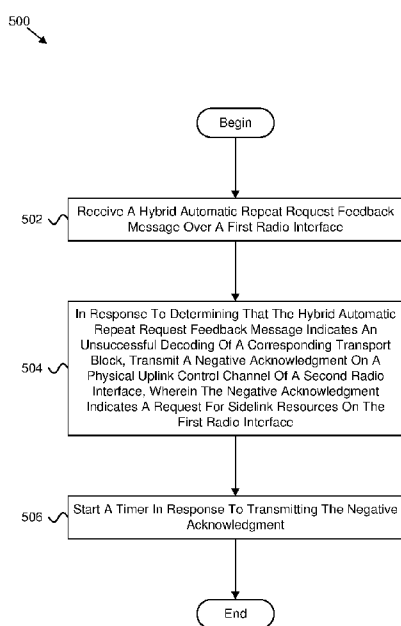 500
Begin
502
Receive A Hybrid Automatic Repeat Request Feedback
Message Over A First Radio Interface
504
In Response To Determining That The Hybrid Automatic
Repeat Request Feedback Message Indicates An
Unsuccessful Decoding Of A Corresponding Transport
Block, Transmit A Negative Acknowledgment On A
Physical Uplink Control Channel Of A Second Radio
Interface, Wherein The Negative Acknowledgment
Indicates A Request For Sidelink Resources On The
First Radio Interface
506
Start A Timer In Response To Transmitting The Negative
Acknowledgment
End